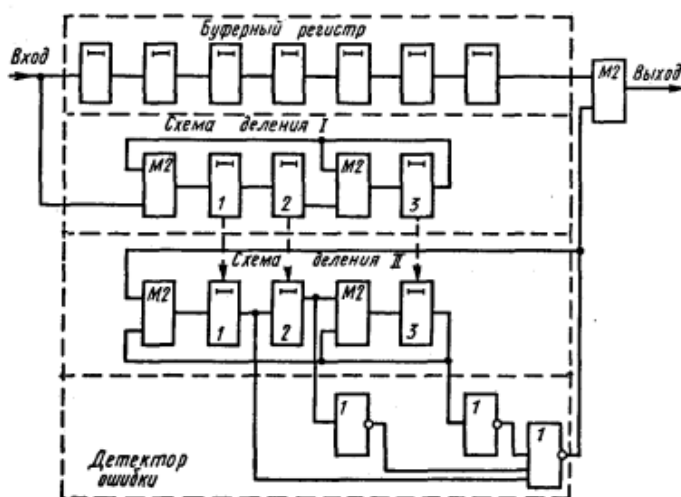 Буферный регистр
Вход
М2
Выход
Схема деления I
М2
1
2
М2
3
Схема деления II
М2
1
2
М2
3
1
1
1
Детектор
ошибки